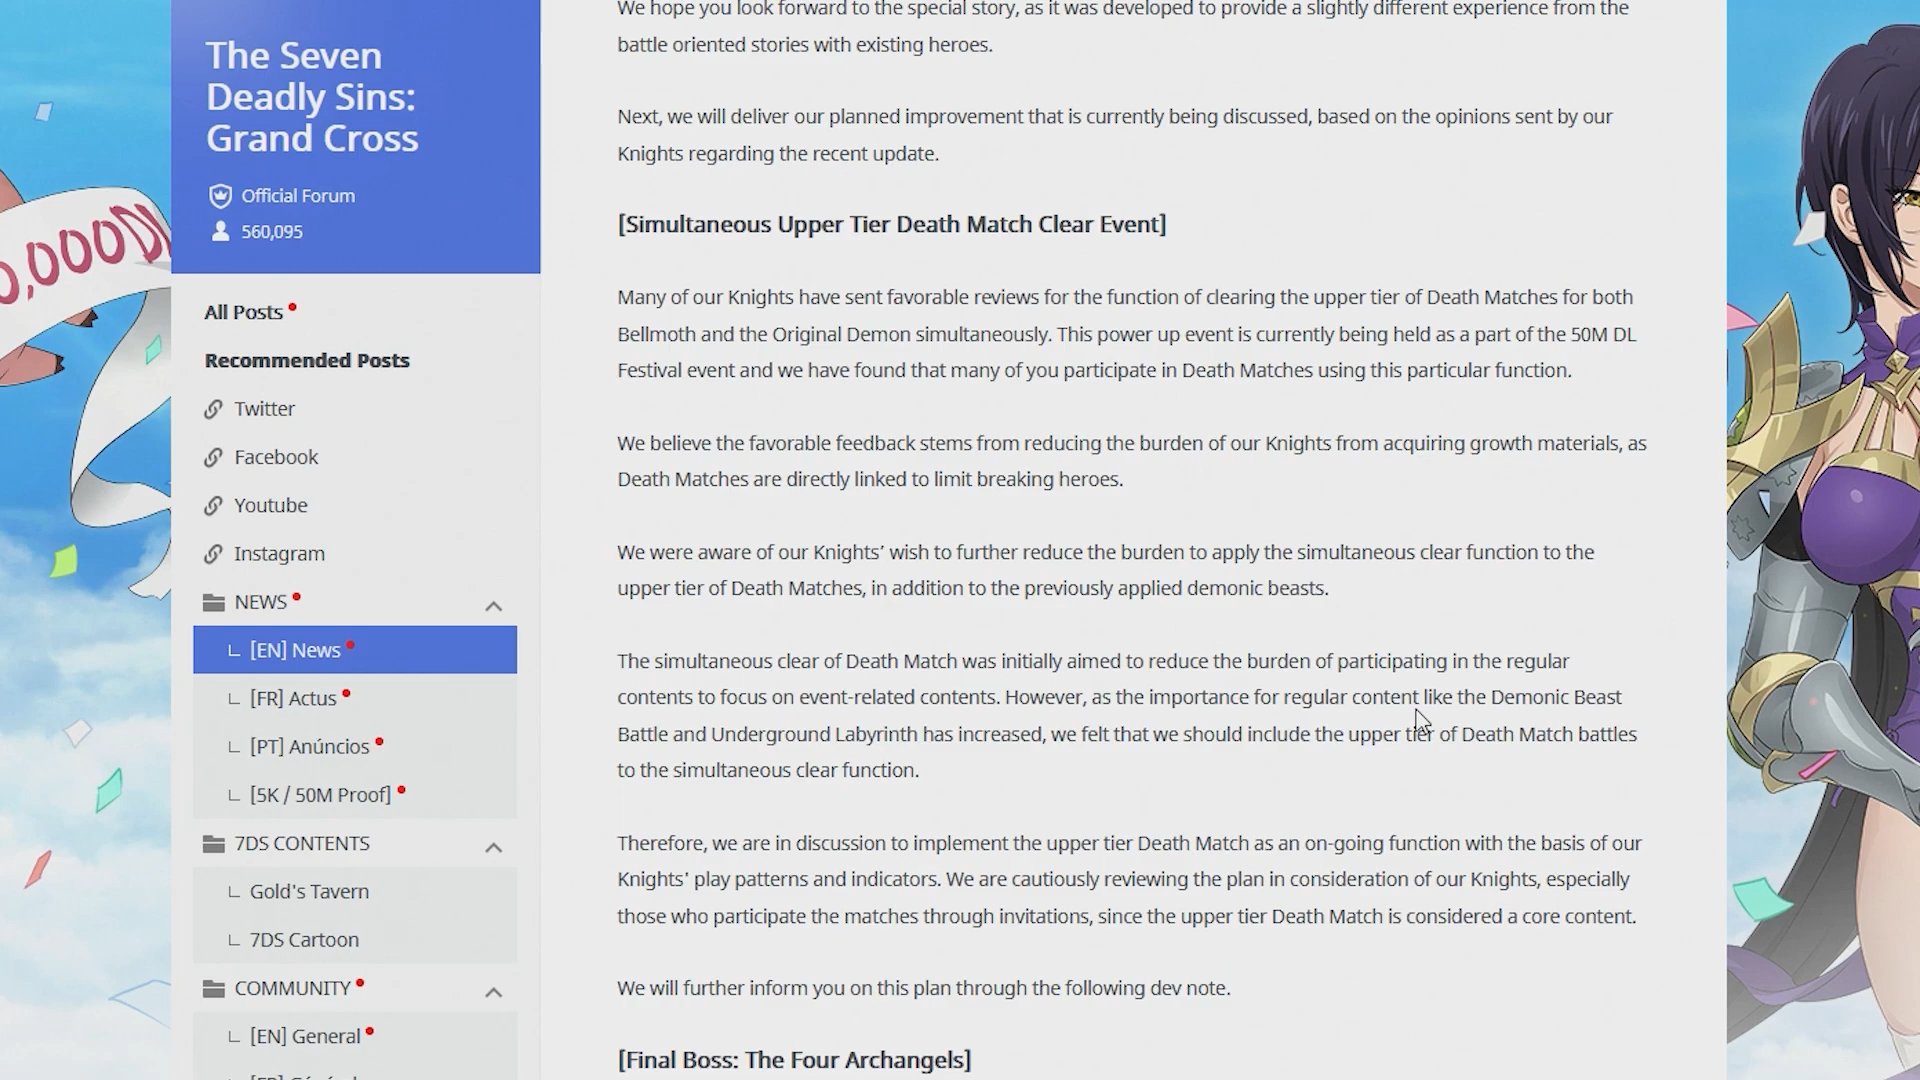 We hope you look forward to the special story, as it was developed to provide a slightly different experience from the
battle oriented stories with existing heroes.
Next, we will deliver our planned improvement that is currently being discussed, based on the opinions sent by our
Knights regarding the recent update.
[Simultaneous Upper Tier Death Match Clear Event]
Many of our Knights have sent favorable reviews for the function of clearing the upper tier of Death Matches for both
Bellmoth and the Original Demon simultaneously. This power up event is currently being held as a part of the 50M DL
Festival event and we have found that many of you participate in Death Matches using this particular function.
We believe the favorable feedback stems from reducing the burden of our Knights from acquiring growth materials, as
Death Matches are directly linked to limit breaking heroes.
We were aware of our Knights’ wish to further reduce the burden to apply the simultaneous clear function to the
upper tier of Death Matches, in addition to the previously applied demonic beasts.
The simultaneous clear of Death Match was initially aimed to reduce the burden of participating in the regular
contents to focus on event-related contents. However, as the importance for regular content like the Demonic Beast
Battle and Underground Labyrinth has increased, we felt that we should include the upper tier of Death Match battles
to the simultaneous clear function.
Therefore, we are in discussion to implement the upper tier Death Match as an on-going function with the basis of our
Knights’ play patterns and indicators. We are cautiously reviewing the plan in consideration of our Knights, especially
those who participate the matches through invitations, since the upper tier Death Match is considered a core content.
We will further inform you on this plan through the following dev note.
[Final Boss: The Four Archangels]
The Seven
Deadly Sins:
Grand Cross
Official Forum
560,095
All Posts
Recommended Posts
Twitter
Facebook
Youtube
Instagram
NEWS
[EN] News
[FR] Actus
[PT] Anúncios
[5K / 50M Proof]
7DS CONTENTS
Gold's Tavern
7DS Cartoon
COMMUNITY
[EN] General
0,000DL